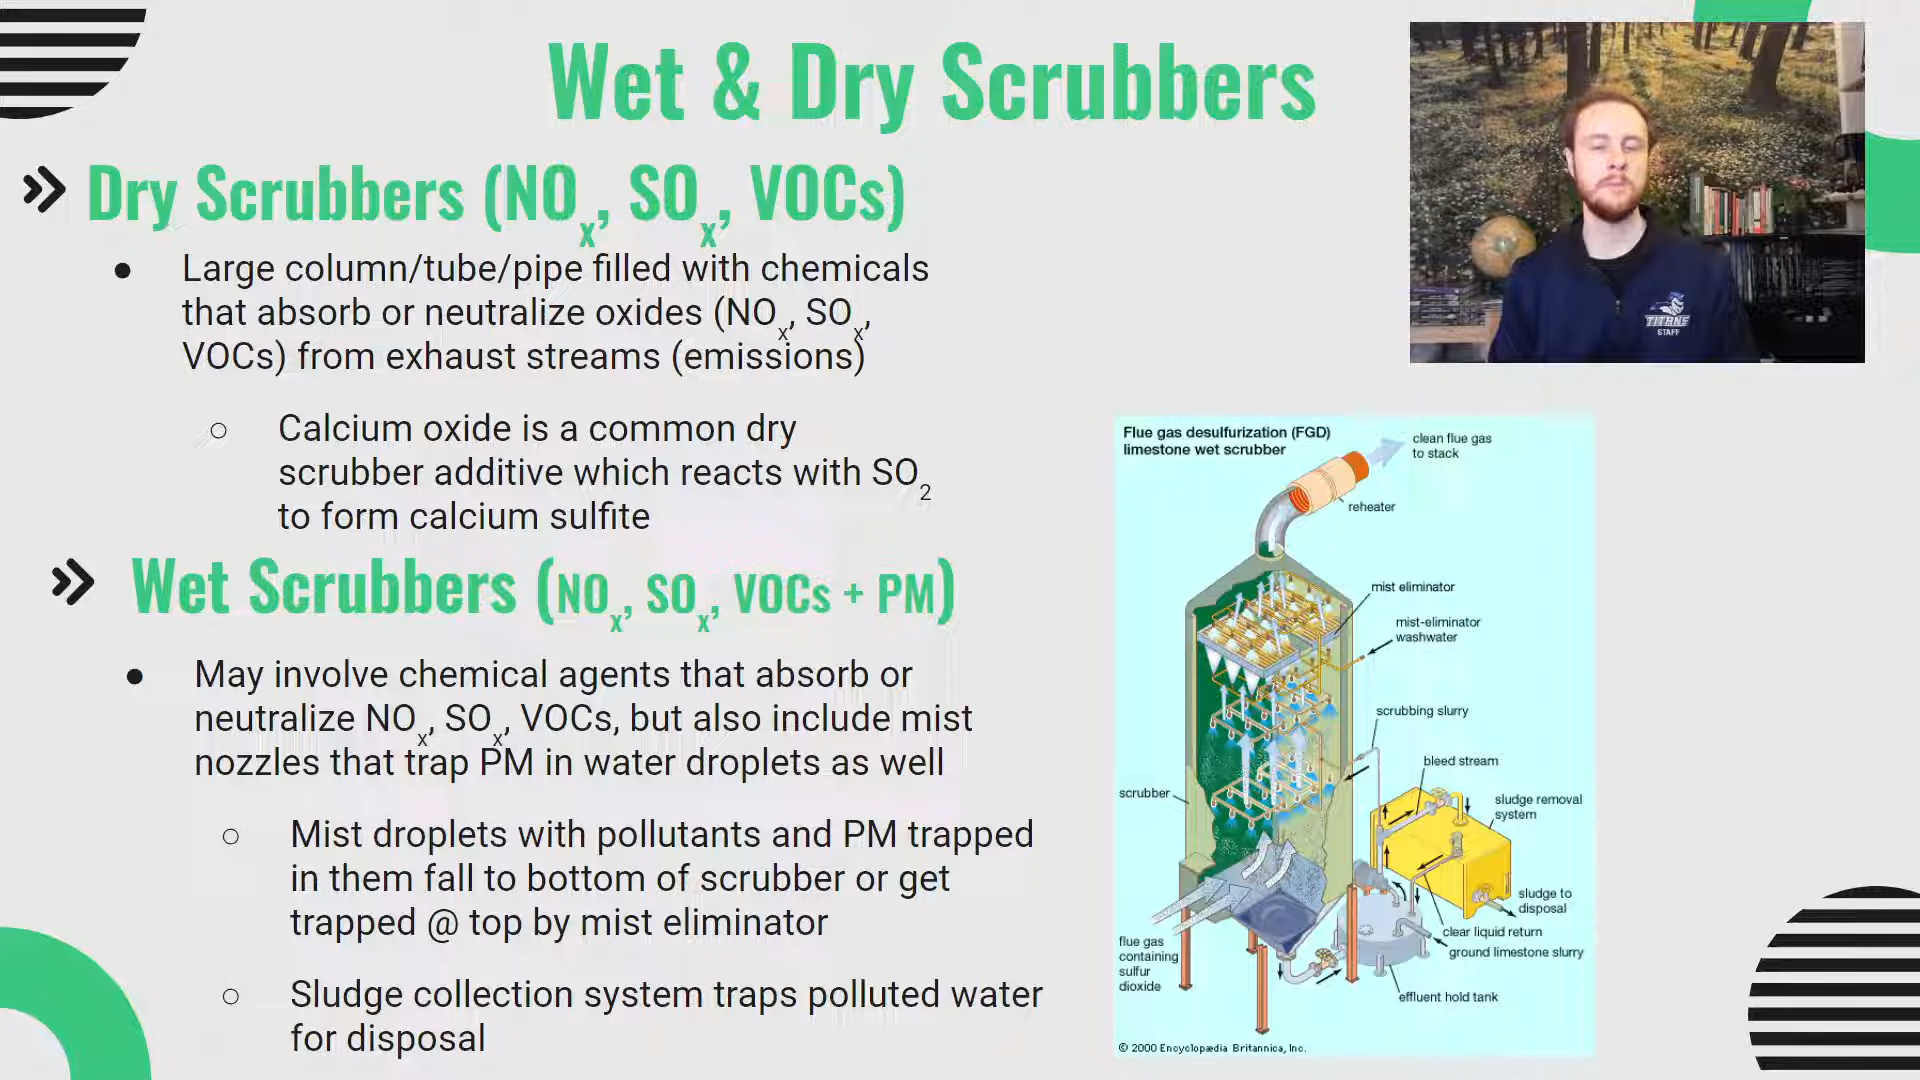 Wet & Dry Scrubbers
Dry Scrubbers (NOx, SOx, VOCs)
● Large column/tube/pipe filled with chemicals
that absorb or neutralize oxides (NOx, SOx,
VOCs) from exhaust streams (emissions)
○ Calcium oxide is a common dry
scrubber additive which reacts with SO2
to form calcium sulfite
Wet Scrubbers (NOx, SOx, VOCs + PM)
● May involve chemical agents that absorb or
neutralize NOx, SOx, VOCs, but also include mist
nozzles that trap PM in water droplets as well
○ Mist droplets with pollutants and PM trapped
in them fall to bottom of scrubber or get
trapped @ top by mist eliminator
○ Sludge collection system traps polluted water
for disposal
TITANS
STAFF
Flue gas desulfurization (FGD)
limestone wet scrubber
clean flue gas
to stack
reheater
mist eliminator
mist-eliminator
washwater
scrubbing slurry
bleed stream
scrubber
sludge removal
system
sludge to
disposal
clear liquid return
ground limestone slurry
flue gas
containing
sulfur
dioxide
effluent hold tank
© 2000 Encyclopædia Britannica, Inc.